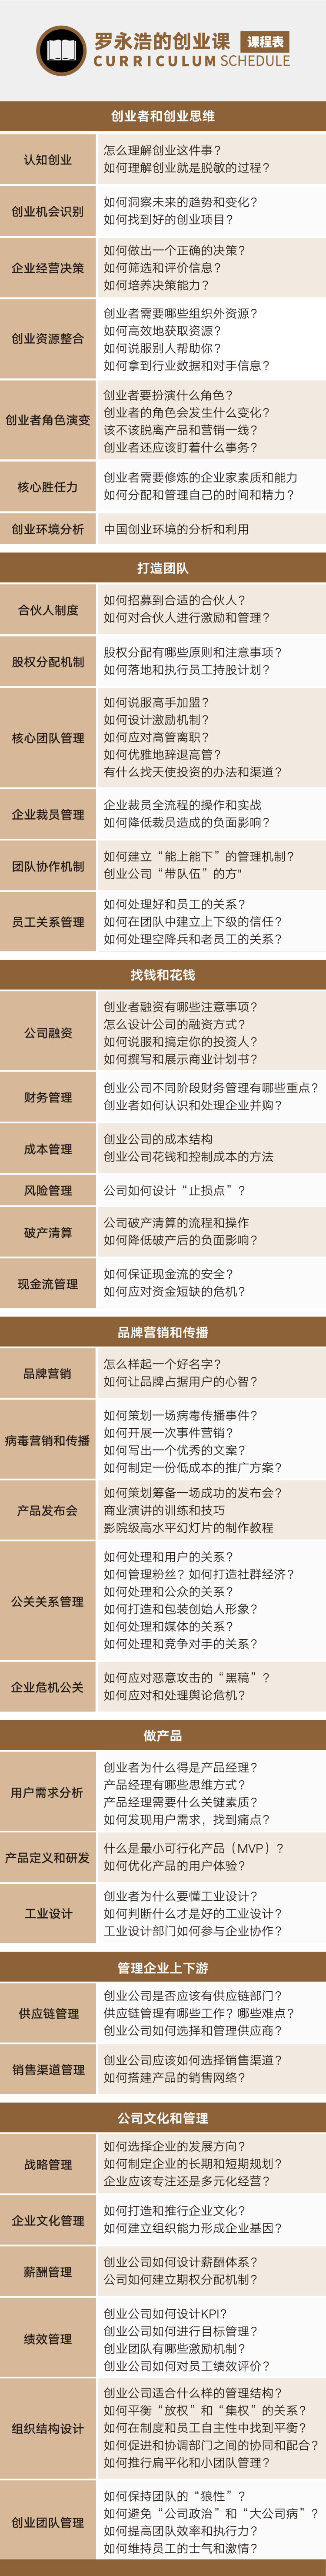 罗永浩的创业课 课程表
CURRICULUM SCHEDULE
创业者和创业思维
认知创业
怎么理解创业这件事？
如何理解创业就是脱敏的过程？
创业机会识别
如何洞察未来的趋势和变化？
如何找到好的创业项目？
企业经营决策
如何做出一个正确的决策？
如何筛选和评价信息？
如何培养决策能力？
创业资源整合
创业者需要哪些组织外资源？
如何高效地获取资源？
如何说服别人帮助你？
如何拿到行业数据和对手信息？
创业者角色演变
创业者要扮演什么角色？
创业者的角色会发生什么变化？
该不该脱离产品和营销一线？
创业者还应该盯着什么事务？
核心胜任力
创业者需要修炼的企业家素质和能力
如何分配和管理自己的时间和精力？
创业环境分析
中国创业环境的分析和利用
打造团队
合伙人制度
如何招募到合适的合伙人？
如何对合伙人进行激励和管理？
股权分配机制
股权分配有哪些原则和注意事项？
如何落地和执行员工持股计划？
核心团队管理
如何说服高手加盟？
如何设计激励机制？
如何应对高管离职？
如何优雅地辞退高管？
有什么找天使投资的办法和渠道？
企业裁员管理
企业裁员全流程的操作和实战
如何降低裁员造成的负面影响？
团队协作机制
如何建立“能上能下”的管理机制？
创业公司“带队伍”的方"
员工关系管理
如何处理好和员工的关系？
如何在团队中建立上下级的信任？
如何处理空降兵和老员工的关系？
找钱和花钱
公司融资
创业者融资有哪些注意事项？
怎么设计公司的融资方式？
如何说服和搞定你的投资人？
如何撰写和展示商业计划书？
财务管理
创业公司不同阶段财务管理有哪些重点？
创业者如何认识和处理企业并购？
成本管理
创业公司的成本结构
创业公司花钱和控制成本的方法
风险管理
公司如何设计“止损点”？
破产清算
公司破产清算的流程和操作
如何降低破产后的负面影响？
现金流管理
如何保证现金流的安全？
如何应对资金短缺的危机？
品牌营销和传播
品牌营销
怎么样起一个好名字？
如何让品牌占据用户的心智？
病毒营销和传播
如何策划一场病毒传播事件？
如何开展一次事件营销？
如何写出一个优秀的文案？
如何制定一份低成本的推广方案？
产品发布会
如何策划筹备一场成功的发布会？
商业演讲的训练和技巧
影院级高水平幻灯片的制作教程
公关关系管理
如何处理和用户的关系？
如何管理粉丝？如何打造社群经济？
如何处理和公众的关系？
如何打造和包装创始人形象？
如何处理和媒体的关系？
如何处理和竞争对手的关系？
企业危机公关
如何应对恶意攻击的“黑稿”？
如何应对和处理舆论危机？
做产品
用户需求分析
创业者为什么得是产品经理？
产品经理有哪些思维方式？
产品经理需要什么关键素质？
如何发现用户需求，找到痛点？
产品定义和研发
什么是最小可行化产品（MVP）？
如何优化产品的用户体验？
工业设计
创业者为什么要懂工业设计？
如何判断什么才是好的工业设计？
工业设计部门如何参与企业协作？
管理企业上下游
供应链管理
创业公司是否应该有供应链部门？
供应链管理有哪些工作？哪些难点？
创业公司如何选择和管理供应商？
销售渠道管理
创业公司应该如何选择销售渠道？
如何搭建产品的销售网络？
公司文化和管理
战略管理
如何选择企业的发展方向？
如何制定企业的长期和短期规划？
企业应该专注还是多元化经营？
企业文化管理
如何打造和推行企业文化？
如何建立组织能力形成企业基因？
薪酬管理
创业公司如何设计薪酬体系？
公司如何建立期权分配机制？
绩效管理
创业公司如何设计KPI？
创业公司如何进行目标管理？
创业团队有哪些激励机制？
创业公司如何对员工绩效评价？
组织结构设计
创业公司适合什么样的管理结构？
如何平衡“放权”和“集权”的关系？
如何在制度和员工自主性中找到平衡？
如何促进和协调部门之间的协同和配合？
如何推行扁平化和小团队管理？
创业团队管理
如何保持团队的“狼性”？
如何避免“公司政治”和“大公司病”？
如何提高团队效率和执行力？
如何维持员工的士气和激情？